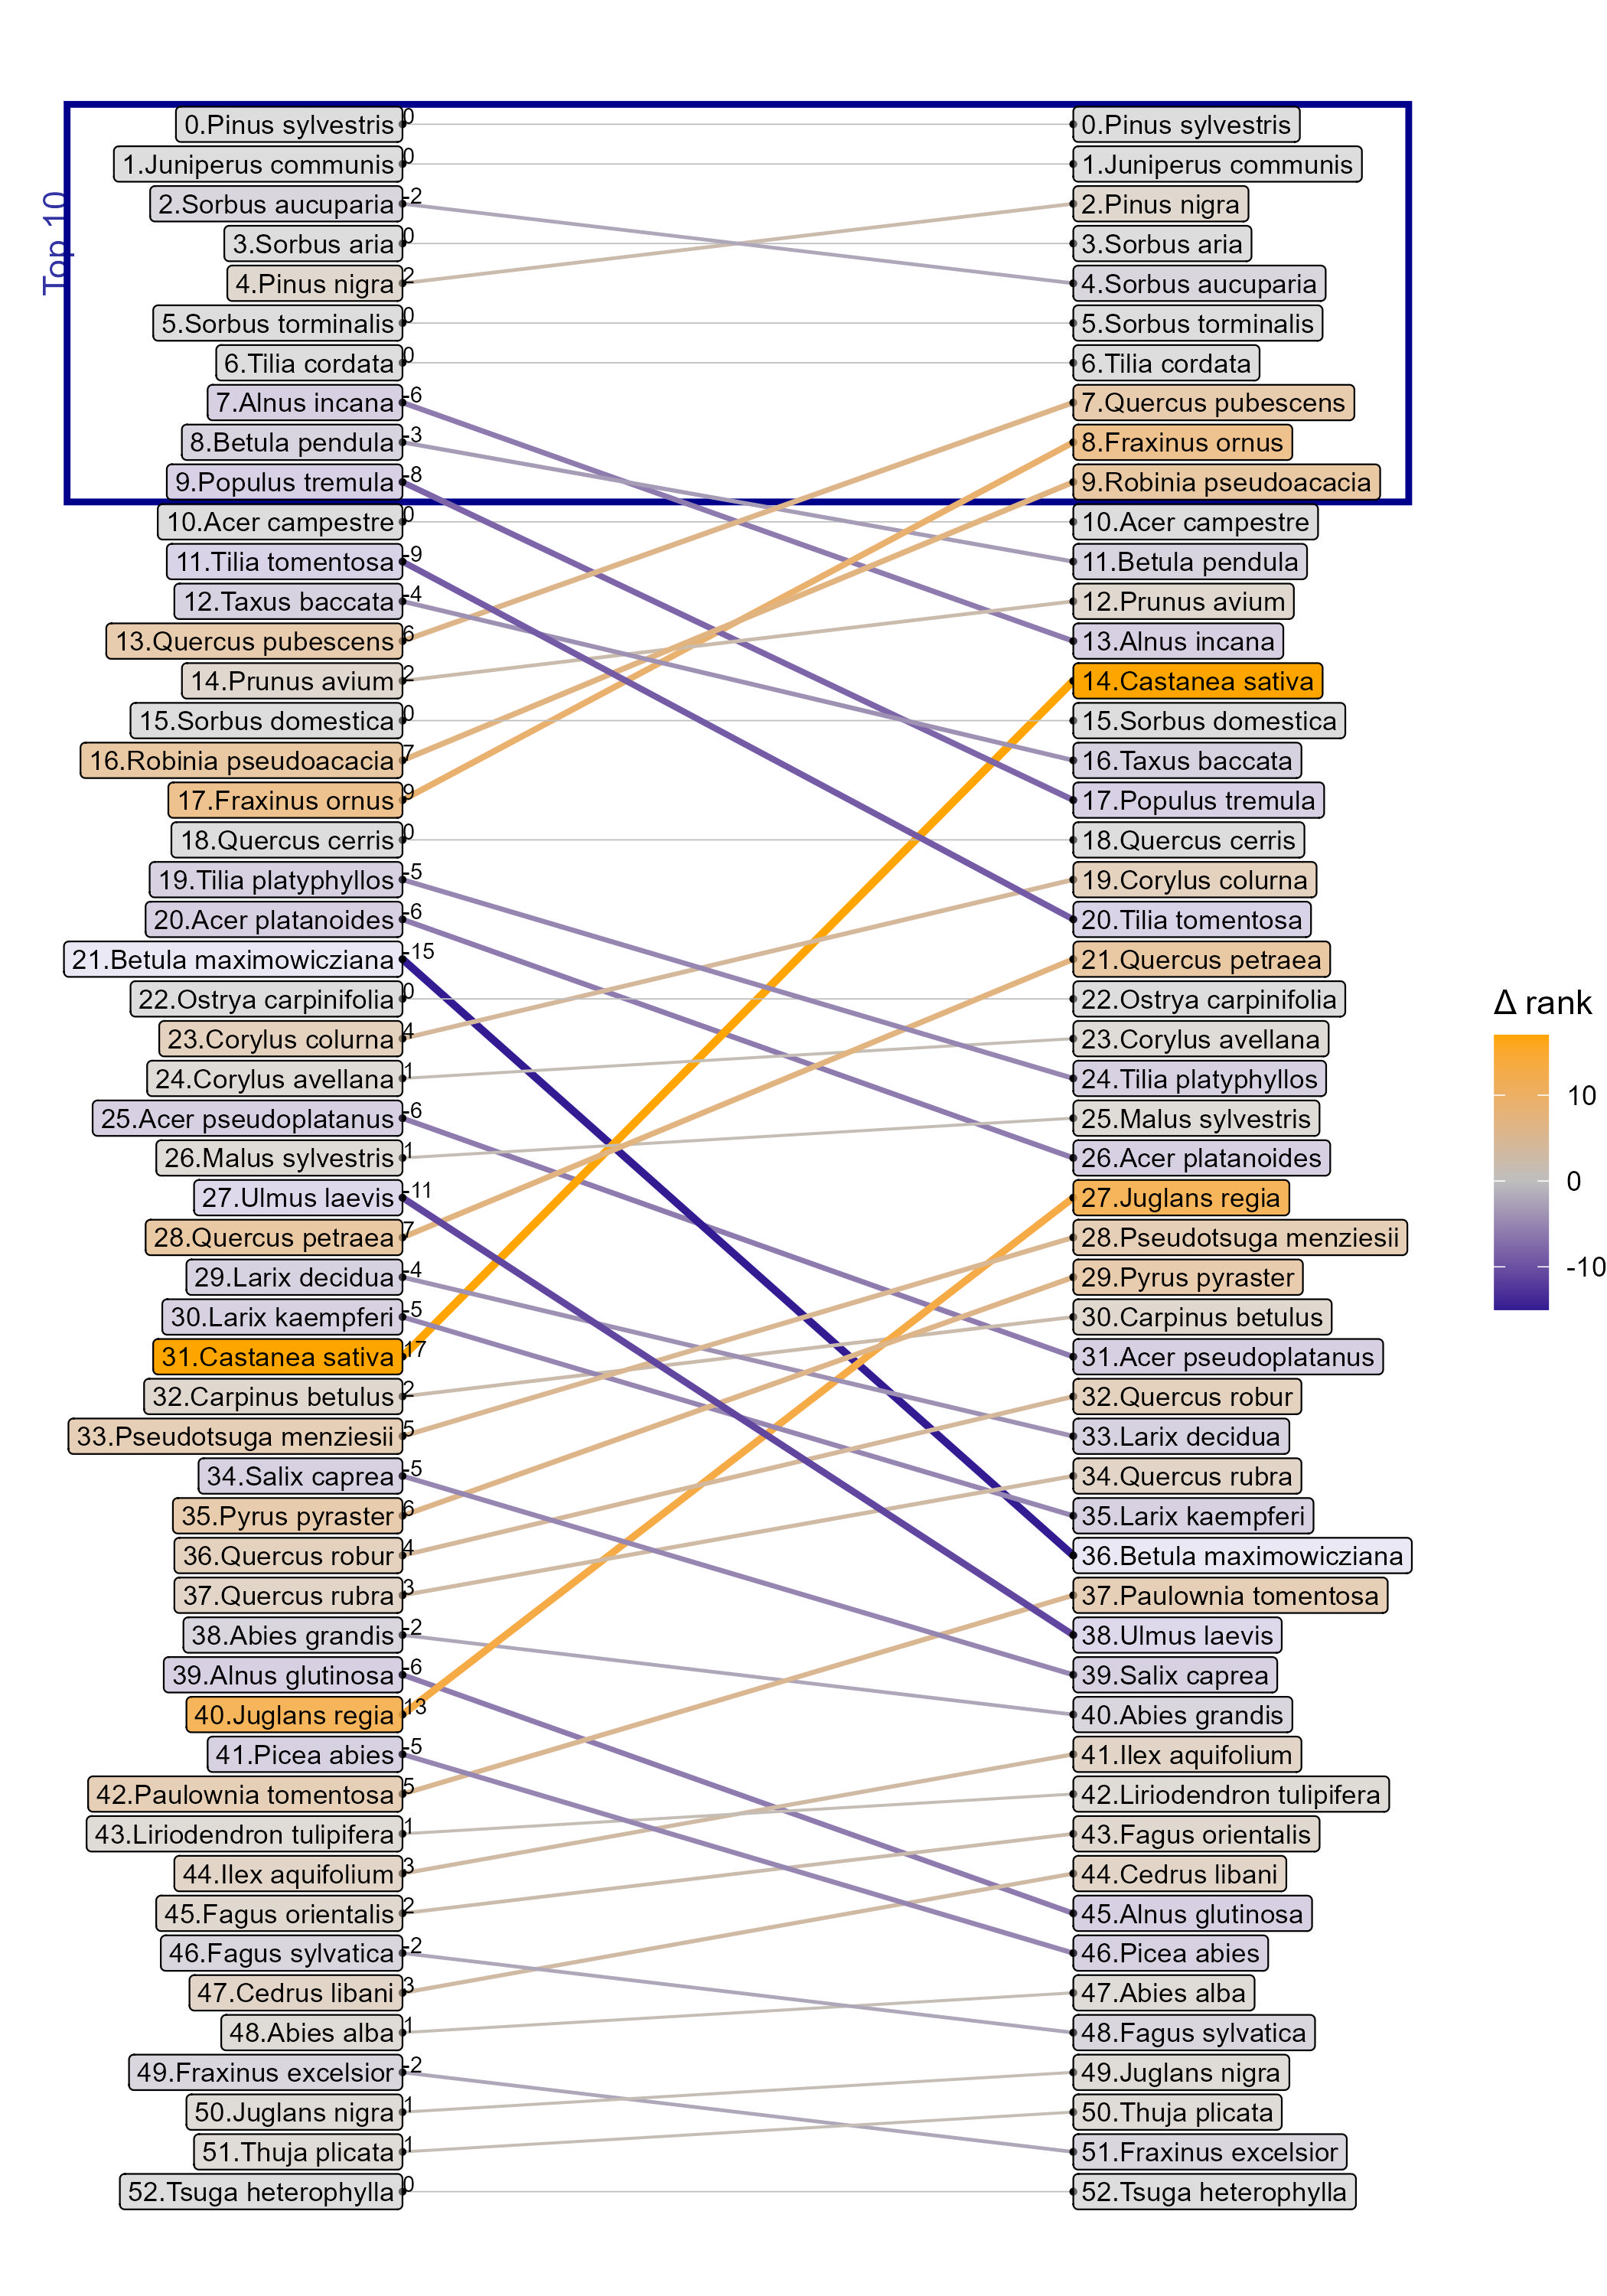 Top 10
0.Pinus sylvestris 0 0.Pinus sylvestris
1.Juniperus communis 0 1.Juniperus communis
2.Sorbus aucuparia -2 2.Pinus nigra
3.Sorbus aria 0 3.Sorbus aria
4.Pinus nigra 2 4.Sorbus aucuparia
5.Sorbus torminalis 0 5.Sorbus torminalis
6.Tilia cordata 0 6.Tilia cordata
7.Alnus incana -6 7.Quercus pubescens
8.Betula pendula -3 8.Fraxinus ornus
9.Populus tremula -8 9.Robinia pseudoacacia
10.Acer campestre 0 10.Acer campestre
11.Tilia tomentosa -9 11.Betula pendula
12.Taxus baccata -4 12.Prunus avium
13.Quercus pubescens 6 13.Alnus incana
14.Prunus avium 2 14.Castanea sativa
15.Sorbus domestica 0 15.Sorbus domestica
16.Robinia pseudoacacia 7 16.Taxus baccata
17.Fraxinus ornus 9 17.Populus tremula
18.Quercus cerris 0 18.Quercus cerris
19.Tilia platyphyllos -5 19.Corylus colurna
20.Acer platanoides -6 20.Tilia tomentosa
21.Betula maximowicziana -15 21.Quercus petraea
22.Ostrya carpinifolia 0 22.Ostrya carpinifolia
23.Corylus colurna 4 23.Corylus avellana
24.Corylus avellana 1 24.Tilia platyphyllos
25.Acer pseudoplatanus -6 25.Malus sylvestris
26.Malus sylvestris 1 26.Acer platanoides
27.Ulmus laevis -11 27.Juglans regia
28.Quercus petraea 7 28.Pseudotsuga menziesii
29.Larix decidua -4 29.Pyrus pyraster
30.Larix kaempferi -5 30.Carpinus betulus
31.Castanea sativa 17 31.Acer pseudoplatanus
32.Carpinus betulus 2 32.Quercus robur
33.Pseudotsuga menziesii 5 33.Larix decidua
34.Salix caprea -5 34.Quercus rubra
35.Pyrus pyraster 6 35.Larix kaempferi
36.Quercus robur 4 36.Betula maximowicziana
37.Quercus rubra 3 37.Paulownia tomentosa
38.Abies grandis -2 38.Ulmus laevis
39.Alnus glutinosa -6 39.Salix caprea
40.Juglans regia 13 40.Abies grandis
41.Picea abies -5 41.Ilex aquifolium
42.Paulownia tomentosa 5 42.Liriodendron tulipifera
43.Liriodendron tulipifera 1 43.Fagus orientalis
44.Ilex aquifolium 3 44.Cedrus libani
45.Fagus orientalis 2 45.Alnus glutinosa
46.Fagus sylvatica -2 46.Picea abies
47.Cedrus libani 3 47.Abies alba
48.Abies alba 1 48.Fagus sylvatica
49.Fraxinus excelsior -2 49.Juglans nigra
50.Juglans nigra 1 50.Thuja plicata
51.Thuja plicata 1 51.Fraxinus excelsior
52.Tsuga heterophylla 0 52.Tsuga heterophylla
Δ rank
10
0
-10